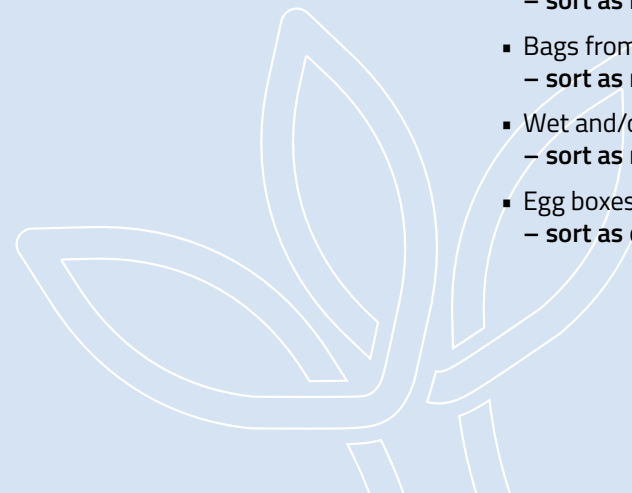 – sort as
▪ Bags from
– sort as
▪ Wet and/
– sort as
▪ Egg boxes
– sort as